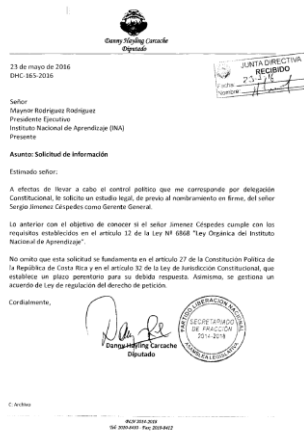 Danny Hayling Carcache
Diputado
23 de mayo de 2016
DHC-165-2016
JUNTA DIRECTIVA
RECIBIDO
Fecha
Nombre
Señor
Maynor Rodríguez Rodríguez
Presidente Ejecutivo
Instituto Nacional de Aprendizaje (INA)
Presente
Asunto: Solicitud de información
Estimado señor:
A efectos de llevar a cabo el control político que me corresponde por delegación
Constitucional, le solicito un estudio legal, de previo al nombramiento en firme, del señor
Sergio Jimenez Céspedes como Gerente General.
Lo anterior con el objetivo de conocer si el señor Jiménez Céspedes cumple con los
requisitos establecidos en el artículo 12 de la Ley Nº 6868 "Ley Orgánica del Instituto
Nacional de Aprendizaje".
No omito que esta solicitud se fundamenta en el artículo 27 de la Constitución Política de
la República de Costa Rica y en el artículo 32 de la Ley de Jurisdicción Constitucional, que
establece un plazo perentorio para su debida respuesta. Asimismo, se gestiona un
acuerdo de Ley de regulación del derecho de petición.
Cordialmente,
PARTIDO LIBERACIÓN NACIONAL
SECRETARIADO
DE FRACCIÓN
2014-2018
ASAMBLEA LEGISLATIVA
Danny Hayling Carcache
Diputado
C: Archivo